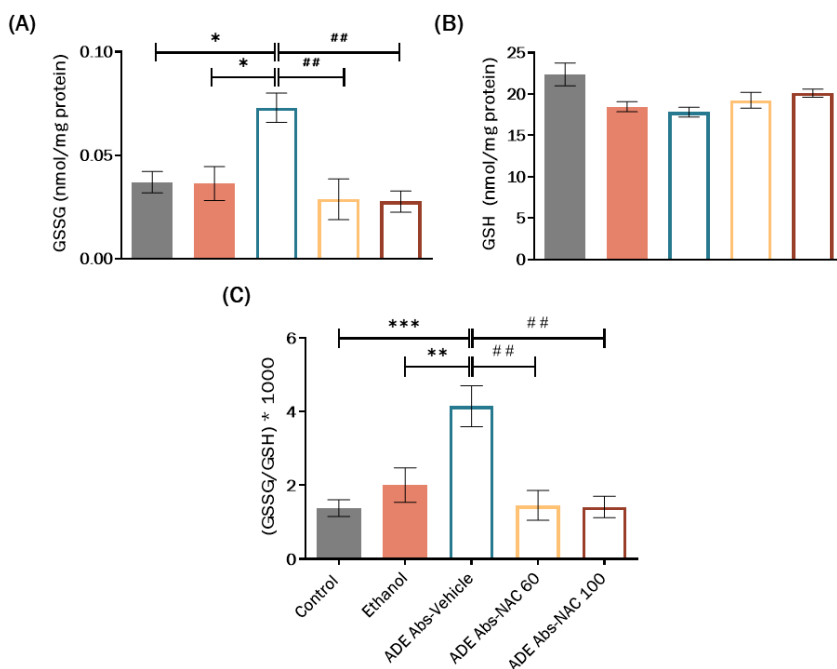 (A)
GSSG (nmol/mg protein)
0.10
0.05
0.00
*
##
*
##
(B)
GSH (nmol/mg protein)
25
20
15
10
5
0
(C)
(GSSG/GSH) * 1000
6
4
2
0
***
##
**
##
Control
Ethanol
ADE Abs-Vehicle
ADE Abs-NAC 60
ADE Abs-NAC 100